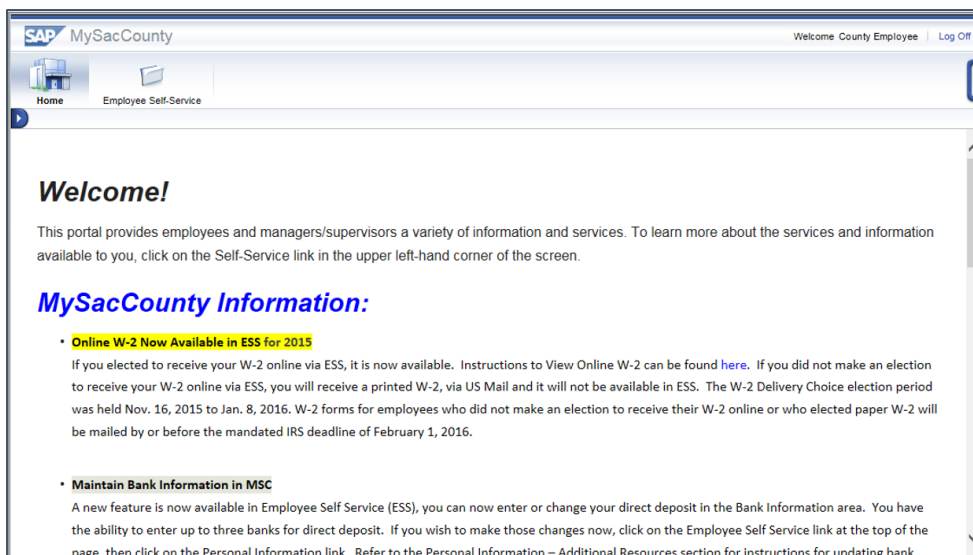 SAP MySacCounty
Welcome County Employee
Log Off
Home
Employee Self-Service
Welcome!
This portal provides employees and managers/supervisors a variety of information and services. To learn more about the services and information
available to you, click on the Self-Service link in the upper left-hand corner of the screen.
MySacCounty Information:
• Online W-2 Now Available in ESS for 2015
If you elected to receive your W-2 online via ESS, it is now available. Instructions to View Online W-2 can be found here. If you did not make an election
to receive your W-2 online via ESS, you will receive a printed W-2, via US Mail and it will not be available in ESS. The W-2 Delivery Choice election period
was held Nov. 16, 2015 to Jan. 8, 2016. W-2 forms for employees who did not make an election to receive their W-2 online or who elected paper W-2 will
be mailed by or before the mandated IRS deadline of February 1, 2016.
• Maintain Bank Information in MSC
A new feature is now available in Employee Self Service (ESS), you can now enter or change your direct deposit in the Bank Information area. You have
the ability to enter up to three banks for direct deposit. If you wish to make those changes now, click on the Employee Self Service link at the top of the
page, then click on the Personal Information link. Refer to the Personal Information – Additional Resources section for instructions for updating bank